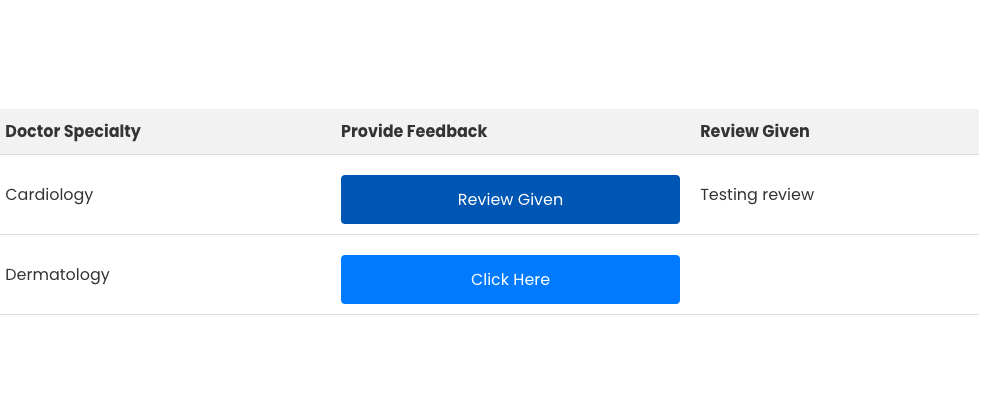 Doctor Specialty Provide Feedback Review Given
Cardiology Review Given Testing review
Dermatology Click Here